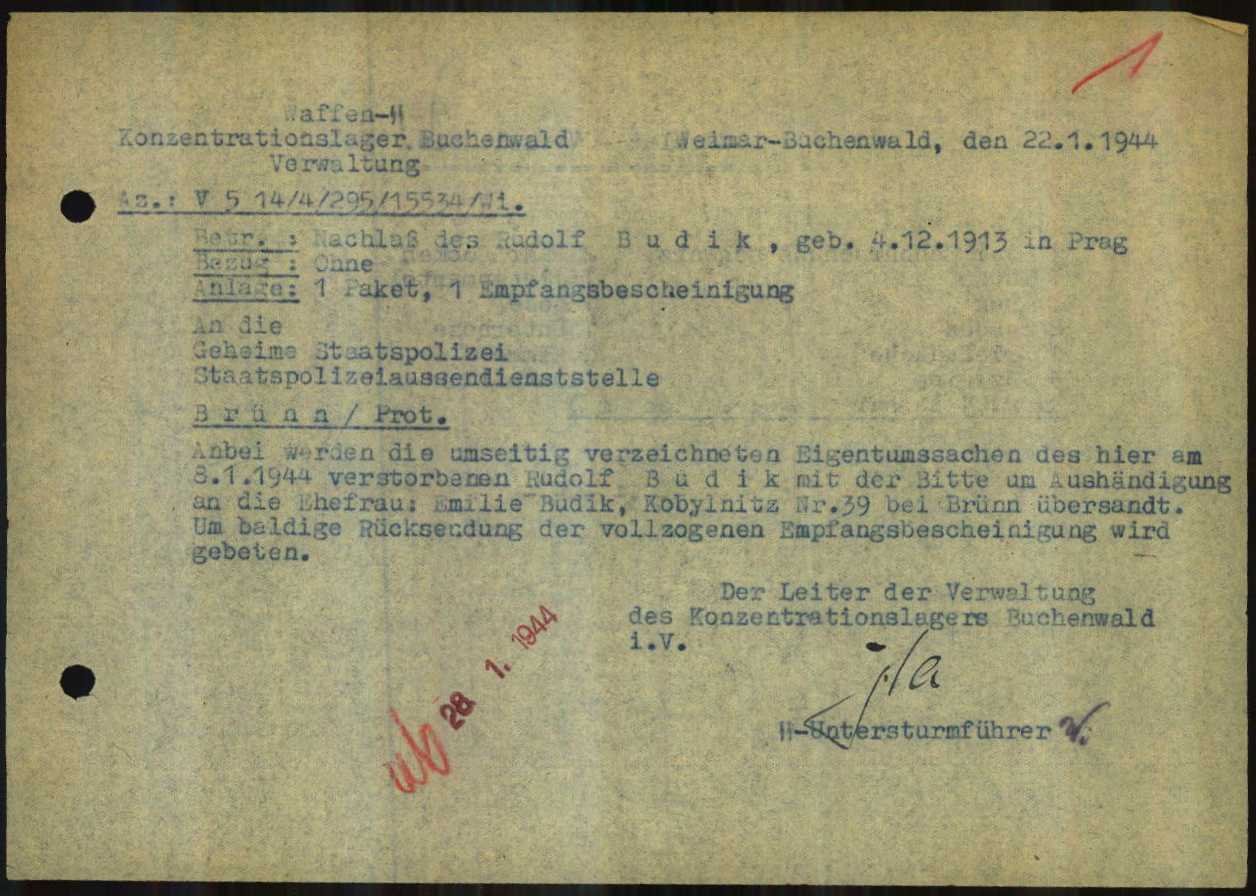 1
Waffen-SS
Konzentrationslager Buchenwald
Verwaltung
Weimar-Buchenwald, den 22.1.1944
Az.: V 5 14/4/295/15534/Wi.
Betr. : Nachlaß des Rudolf B u d i k , geb. 4.12.1913 in Prag
Bezug : Ohne
Anlage: 1 Paket, 1 Empfangsbescheinigung
An die
Geheime Staatspolizei
Staatspolizeiaussendienststelle
B r ü n n / Prot.
Anbei werden die umseitig verzeichneten Eigentumssachen des hier am
8.1.1944 verstorbenen Rudolf B u d i k mit der Bitte um Aushändigung
an die Ehefrau: Emilie Budik, Kobylnitz Nr.39 bei Brünn übersandt.
Um baldige Rücksendung der vollzogenen Empfangsbescheinigung wird
gebeten.
Der Leiter der Verwaltung
des Konzentrationslagers Buchenwald
i.V.
SS-Untersturmführer
ab 28. 1. 1944